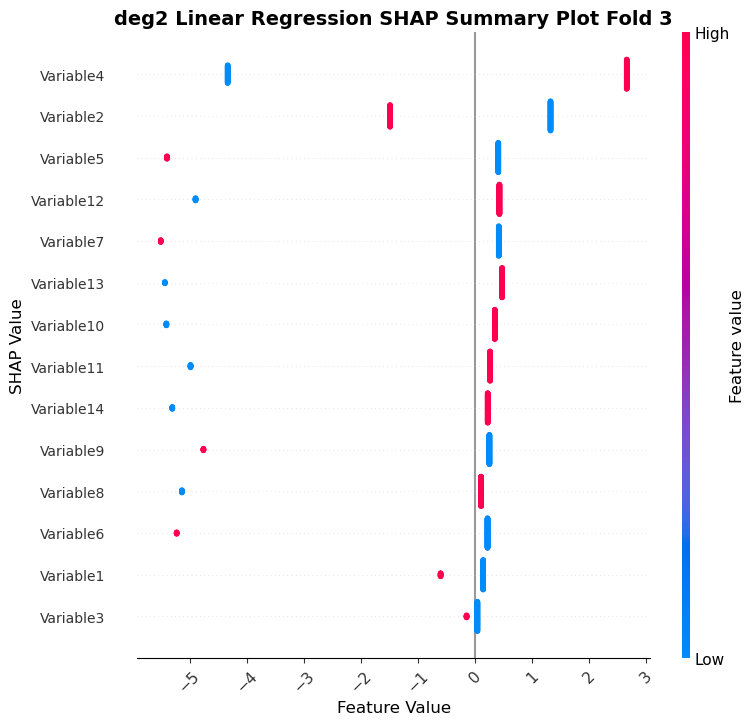 deg2 Linear Regression SHAP Summary Plot Fold 3
High
Variable4
Variable2
Variable5
Variable12
Variable7
Variable13
Variable10
Variable11
Variable14
Variable9
Variable8
Variable6
Variable1
Variable3
SHAP Value
Feature value
Low
−5 −4 −3 −2 −1 0 1 2 3
Feature Value